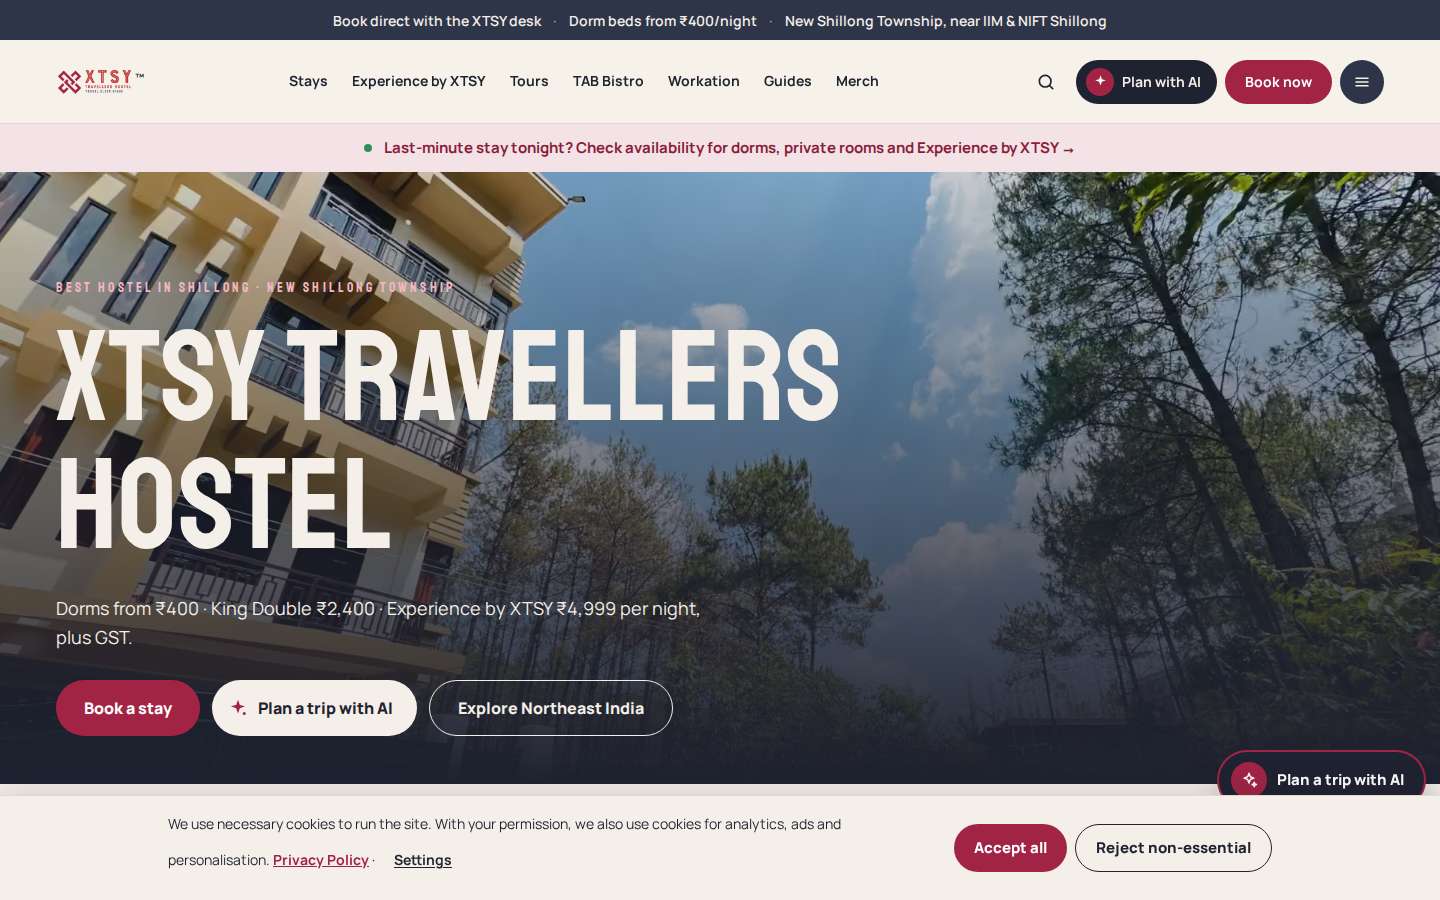 Book direct with the XTSY desk · Dorm beds from ₹400/night · New Shillong Township, near IIM & NIFT Shillong
XTSY™
TRAVELLERS HOSTEL
Stays Experience by XTSY Tours TAB Bistro Workation Guides Merch
Plan with AI Book now
Last-minute stay tonight? Check availability for dorms, private rooms and Experience by XTSY →
BEST HOSTEL IN SHILLONG · NEW SHILLONG TOWNSHIP
XTSY TRAVELLERS
HOSTEL
Dorms from ₹400 · King Double ₹2,400 · Experience by XTSY ₹4,999 per night,
plus GST.
Book a stay Plan a trip with AI Explore Northeast India
Plan a trip with AI
We use necessary cookies to run the site. With your permission, we also use cookies for analytics, ads and
personalisation. Privacy Policy · Settings
Accept all Reject non-essential